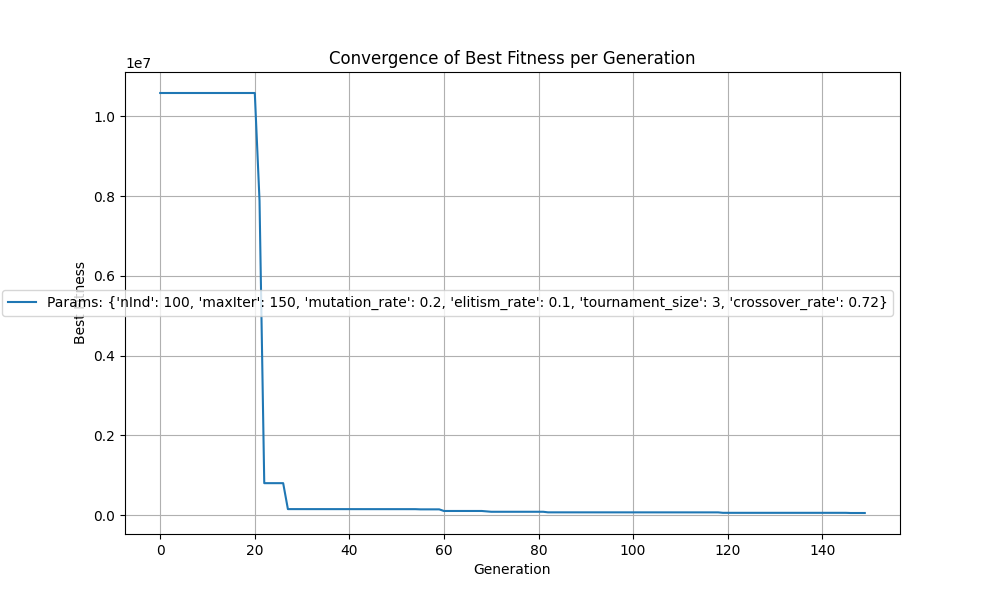 Convergence of Best Fitness per Generation
1e7
1.0
0.8
0.6
0.4
0.2
0.0
Best Fitness
Params: {'nInd': 100, 'maxIter': 150, 'mutation_rate': 0.2, 'elitism_rate': 0.1, 'tournament_size': 3, 'crossover_rate': 0.72}
0 20 40 60 80 100 120 140
Generation